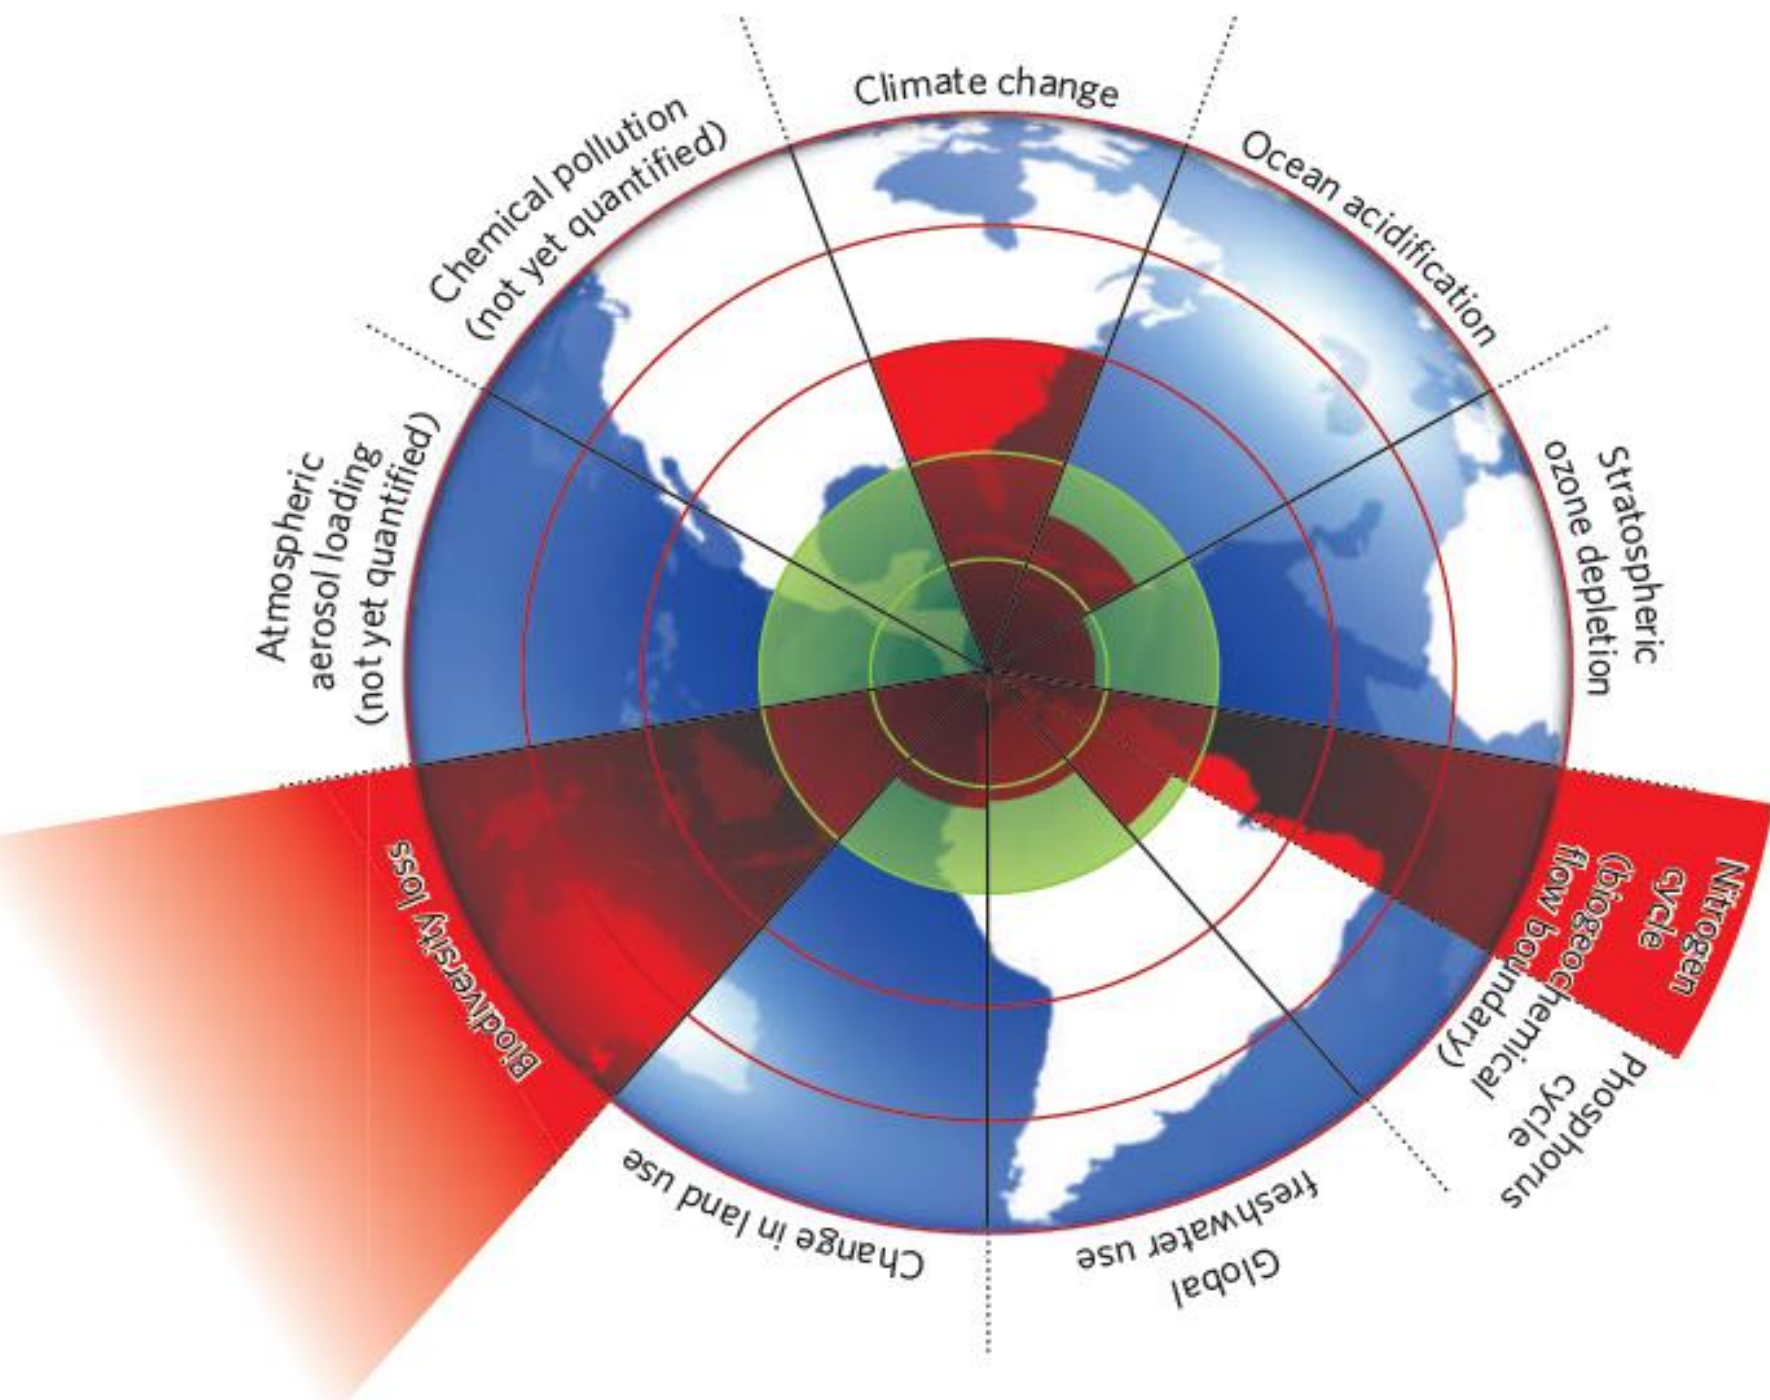 Climate change
Ocean acidification
Stratospheric
ozone depletion
Nitrogen
cycle
(biogeochemical
flow boundary)
Phosphorus
cycle
Global
freshwater use
Change in land use
Biodiversity loss
Atmospheric
aerosol loading
(not yet quantified)
Chemical pollution
(not yet quantified)